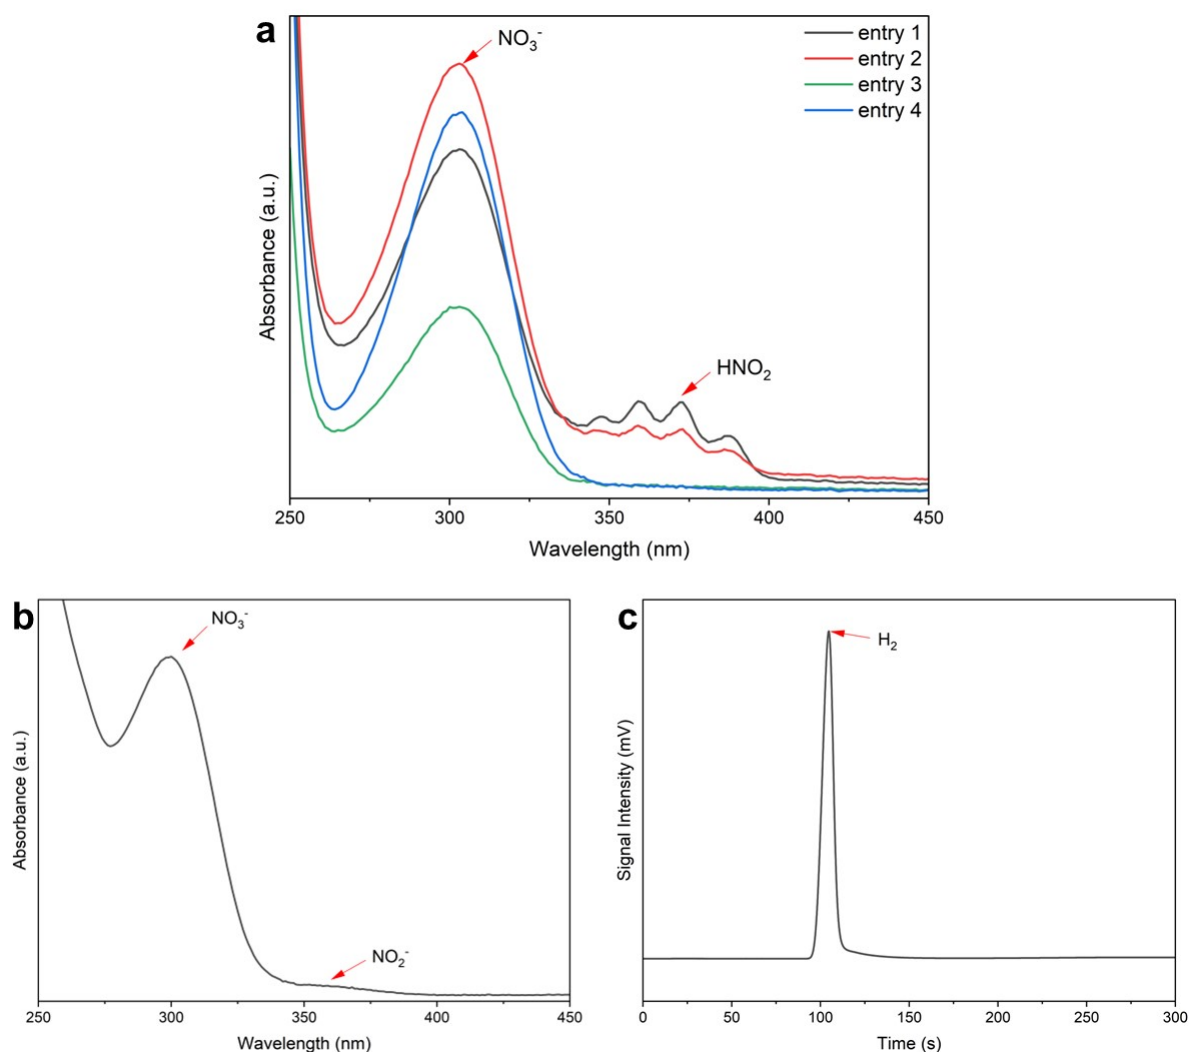 a
NO₃⁻
entry 1
entry 2
entry 3
entry 4
HNO₂
Absorbance (a.u.)
250 300 350 400 450
Wavelength (nm)
b
NO₃⁻
NO₂⁻
Absorbance (a.u.)
250 300 350 400 450
Wavelength (nm)
c
H₂
Signal Intensity (mV)
0 50 100 150 200 250 300
Time (s)